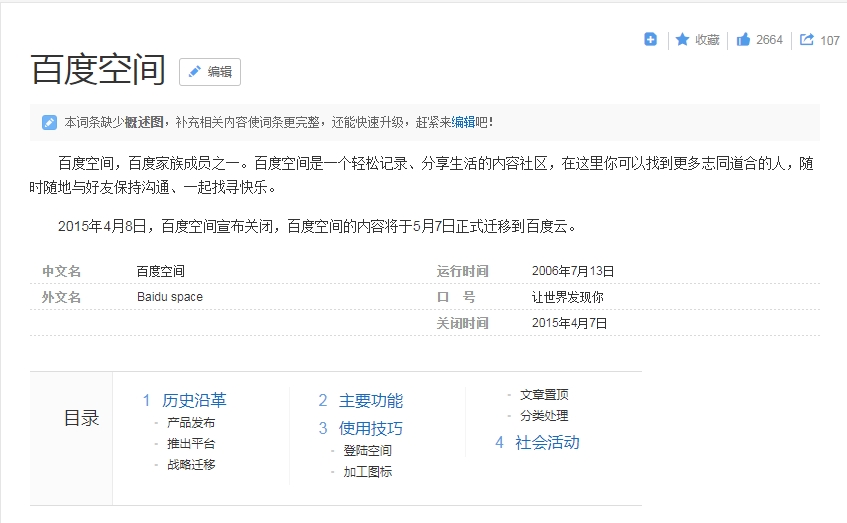 收藏 2664 107
百度空间 编辑
本词条缺少概述图，补充相关内容使词条更完整，还能快速升级，赶紧来编辑吧！
百度空间，百度家族成员之一。百度空间是一个轻松记录、分享生活的内容社区，在这里你可以找到更多志同道合的人，随
时随地与好友保持沟通、一起找寻快乐。
2015年4月8日，百度空间宣布关闭，百度空间的内容将于5月7日正式迁移到百度云。
中文名 百度空间 运行时间 2006年7月13日
外文名 Baidu space 口 号 让世界发现你
关闭时间 2015年4月7日
目录
1 历史沿革
- 产品发布
- 推出平台
- 战略迁移
2 主要功能
3 使用技巧
- 登陆空间
- 加工图标
- 文章置顶
- 分类处理
4 社会活动